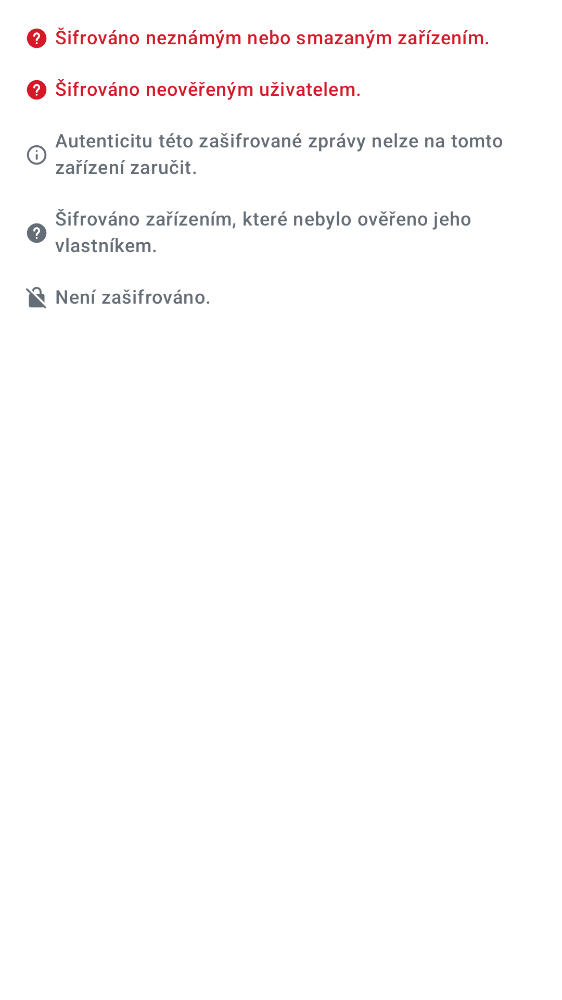 Šifrováno neznámým nebo smazaným zařízením.
Šifrováno neověřeným uživatelem.
Autenticitu této zašifrované zprávy nelze na tomto
zařízení zaručit.
Šifrováno zařízením, které nebylo ověřeno jeho
vlastníkem.
Není zašifrováno.